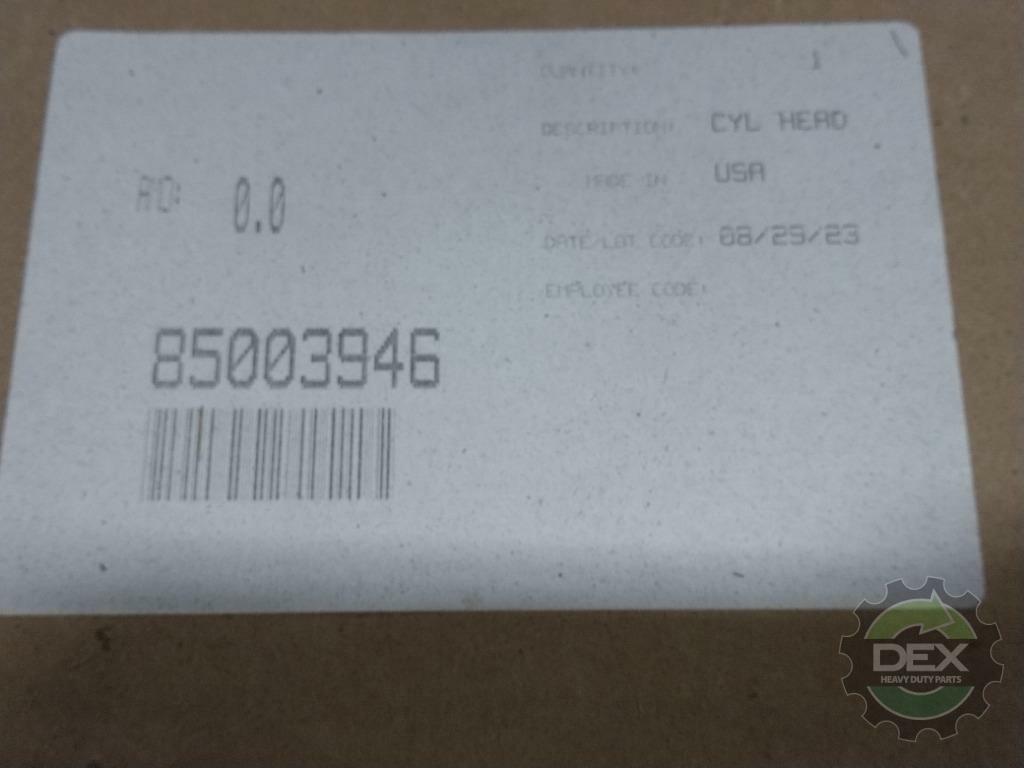 QUANTITY: 1
DESCRIPTION: CYL HEAD
MADE IN USA
0.0
DATE/LOT CODE: 08/29/23
EMPLOYEE CODE:
85003946
DEX
HEAVY DUTY PARTS